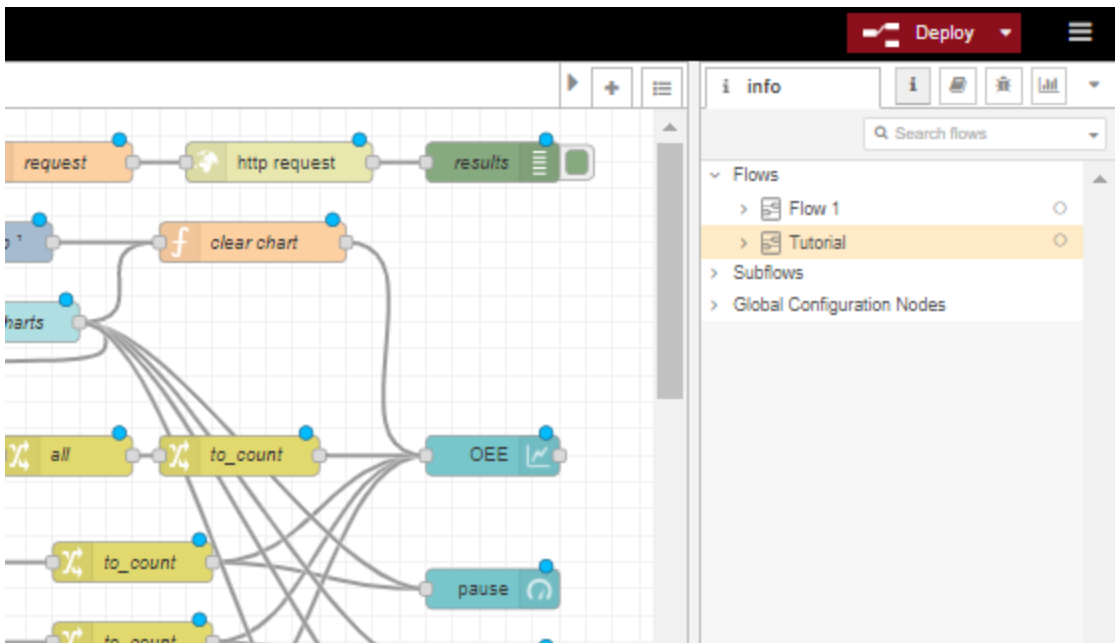 Deploy
info
Search flows
request
http request
results
Flows
Flow 1
clear chart
Tutorial
Subflows
Global Configuration Nodes
harts
all
to_count
OEE
to_count
pause
to_count